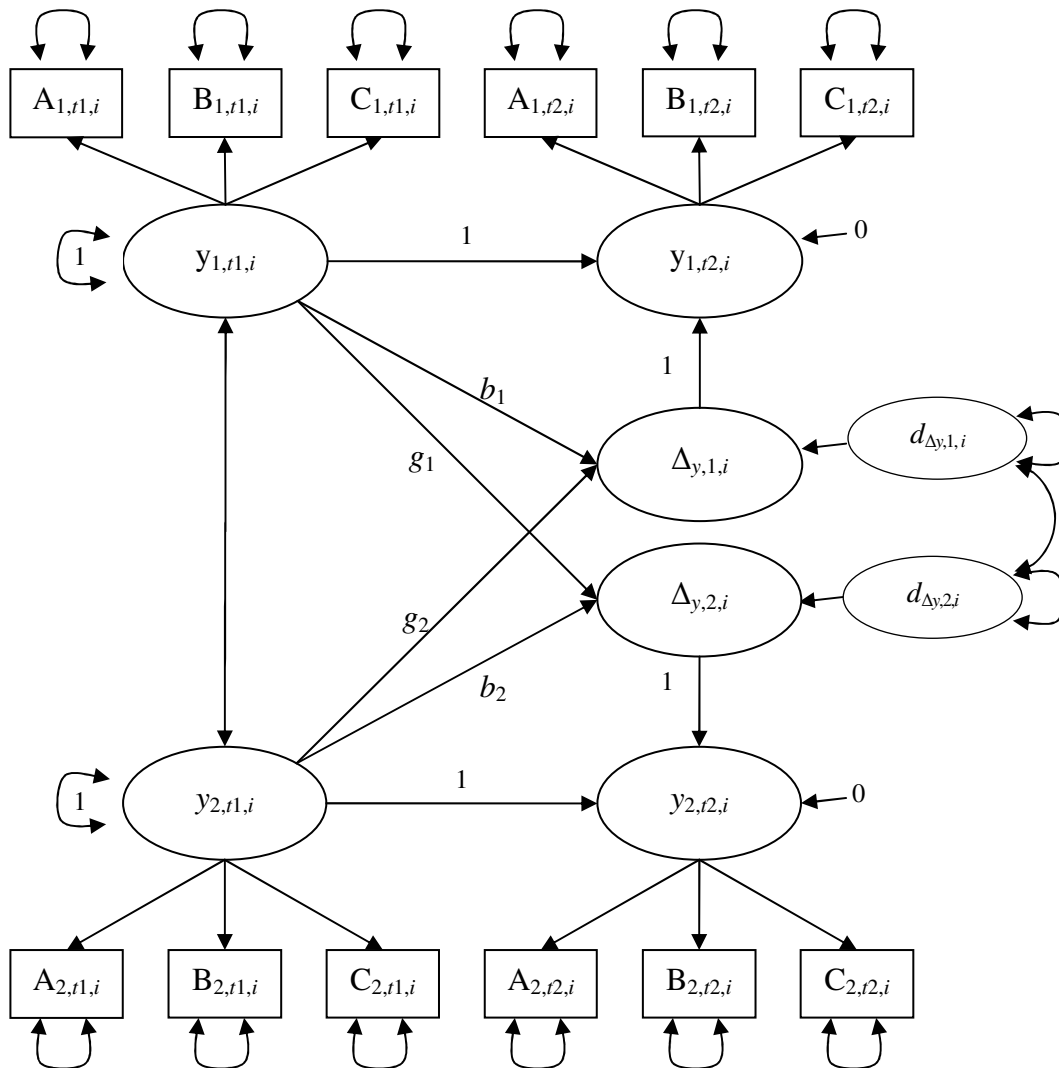 A₁,t1,i B₁,t1,i C₁,t1,i A₁,t2,i B₁,t2,i C₁,t2,i
1 y₁,t1,i 1 y₁,t2,i 0
1
b₁
g₁ Δy,1,i dΔy,1,i
g₂ Δy,2,i dΔy,2,i
b₂ 1
1 y₂,t1,i 1 y₂,t2,i 0
A₂,t1,i B₂,t1,i C₂,t1,i A₂,t2,i B₂,t2,i C₂,t2,i